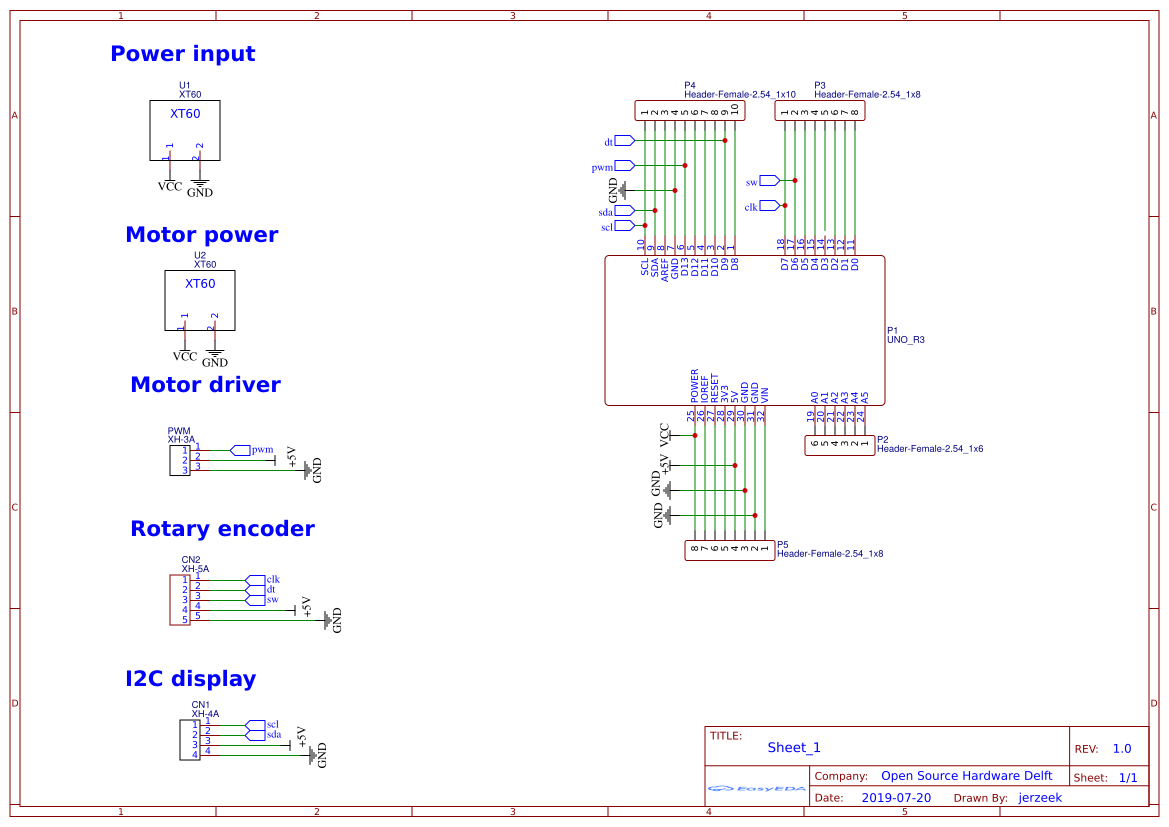 1 2 3 4 5
A
B
C
D
A
B
C
D
1 2 3 4 5
Power input
U1
XT60
XT60
1 2
1 2
VCC GND
Motor power
U2
XT60
XT60
1 2
1 2
VCC GND
Motor driver
PWM
XH-3A
1 1 pwm
2 2 +5V
3 3 GND
Rotary encoder
CN2
XH-5A
1 1 clk
2 2 dt
3 3 sw
4 4 +5V
5 5 GND
I2C display
CN1
XH-4A
1 1 scl
2 2 sda
3 3 +5V
4 4 GND
P4
Header-Female-2.54_1x10
1 2 3 4 5 6 7 8 9 10
P3
Header-Female-2.54_1x8
1 2 3 4 5 6 7 8
dt
pwm
GND
sda
scl
sw
clk
10 9 8 7 6 5 4 3 2 1
18 17 16 15 14 13 12 11
SCL SDA AREF GND D13 D12 D11 D10 D9 D8
D7 D6 D5 D4 D3 D2 D1 D0
P1
UNO_R3
POWER IOREF RESET 3V3 5V GND GND VIN
A0 A1 A2 A3 A4 A5
25 26 27 28 29 30 31 32
19 20 21 22 23 24
VCC
+5V
GND
GND
6 5 4 3 2 1
P2
Header-Female-2.54_1x6
8 7 6 5 4 3 2 1
P5
Header-Female-2.54_1x8
TITLE:
Sheet_1
REV: 1.0
Company: Open Source Hardware Delft
Sheet: 1/1
EasyEDA
Date: 2019-07-20 Drawn By: jerzeek